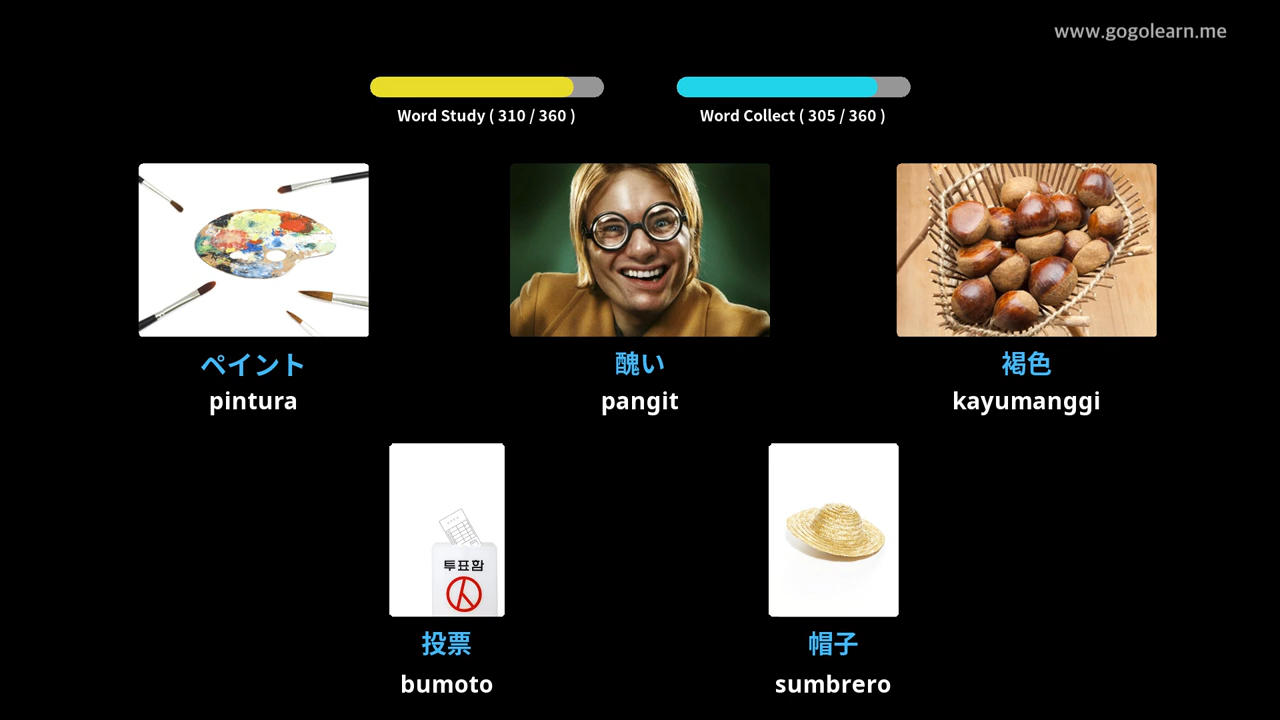 www.gogolearn.me
Word Study ( 310 / 360 )
Word Collect ( 305 / 360 )
ペイント
pintura
醜い
pangit
褐色
kayumanggi
투표함
投票
bumoto
帽子
sumbrero